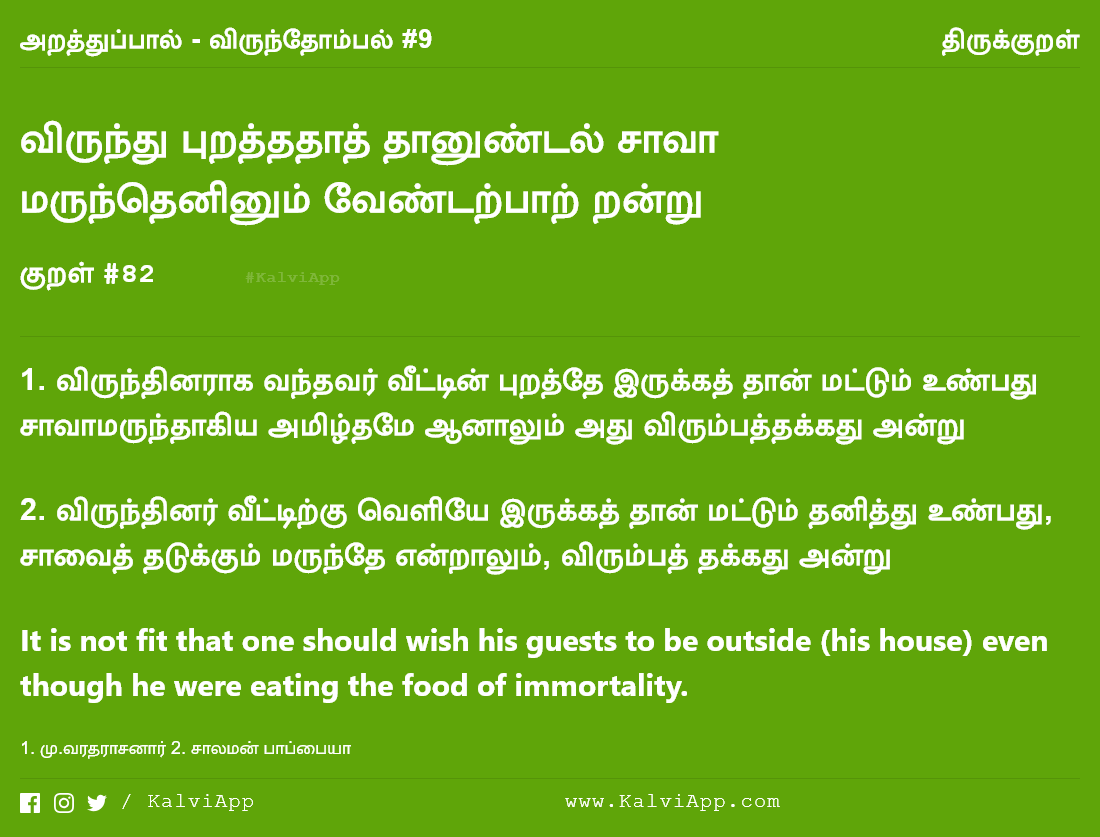 அறத்துப்பால் - விருந்தோம்பல் #9
திருக்குறள்
விருந்து புறத்ததாத் தானுண்டல் சாவா
மருந்தெனினும் வேண்டற்பாற் றன்று
குறள் #82
#KalviApp
1. விருந்தினராக வந்தவர் வீட்டின் புறத்தே இருக்கத் தான் மட்டும் உண்பது
சாவாமருந்தாகிய அமிழ்தமே ஆனாலும் அது விரும்பத்தக்கது அன்று
2. விருந்தினர் வீட்டிற்கு வெளியே இருக்கத் தான் மட்டும் தனித்து உண்பது,
சாவைத் தடுக்கும் மருந்தே என்றாலும், விரும்பத் தக்கது அன்று
It is not fit that one should wish his guests to be outside (his house) even
though he were eating the food of immortality.
1. மு.வரதராசனார் 2. சாலமன் பாப்பையா
/ KalviApp
www.KalviApp.com